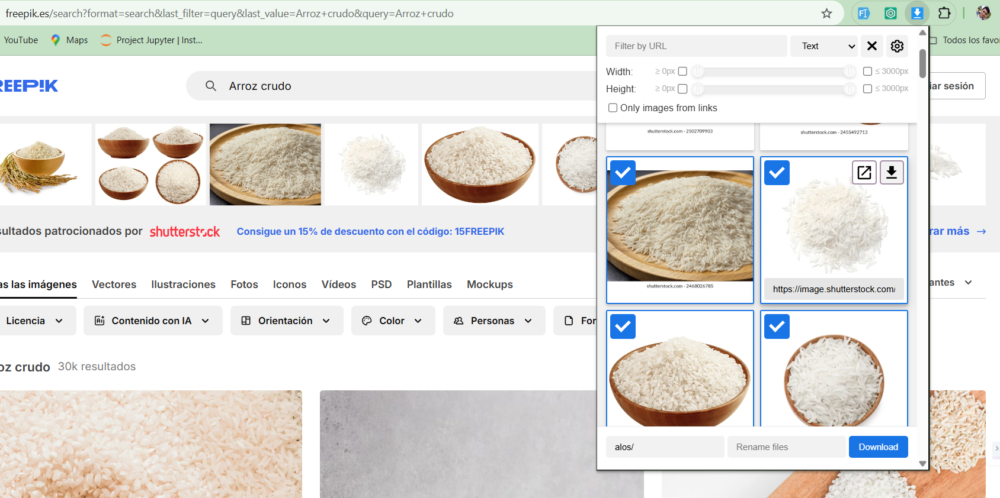 freepik.es/search?format=search&last_filter=query&last_value=Arroz+crudo&query=Arroz+crudo
YouTube
Maps
Project Jupyter | Inst...
Todos los favor
REEPIK
Arroz crudo
iar sesión
Filter by URL
Text
Width:
≥ 0px
≤ 3000px
Height:
≥ 0px
≤ 3000px
Only images from links
shutterstock.com · 2502709903
shutterstock.com · 2455492713
shutterstock.com · 2468026785
https://image.shutterstock.com/
alos/
Rename files
Download
sultados patrocionados por
shutterstock
Consigue un 15% de descuento con el código: 15FREEPIK
rar más →
as las imágenes
Vectores
Ilustraciones
Fotos
Iconos
Vídeos
PSD
Plantillas
Mockups
antes
Licencia
Contenido con IA
Orientación
Color
Personas
For
oz crudo
30k resultados